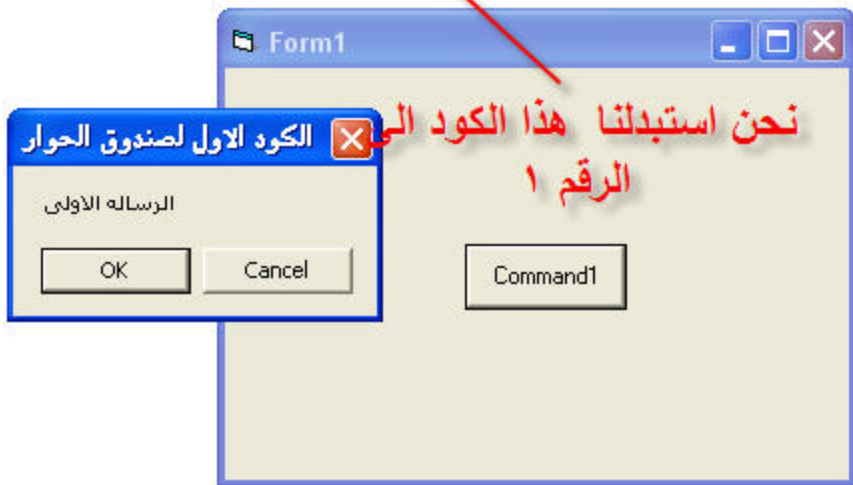 Form1
نحن استبدلنا هذا الكود الى
الرقم ١
الكود الاول لصندوق الحوار
الرساله الاولى
OK
Cancel
Command1